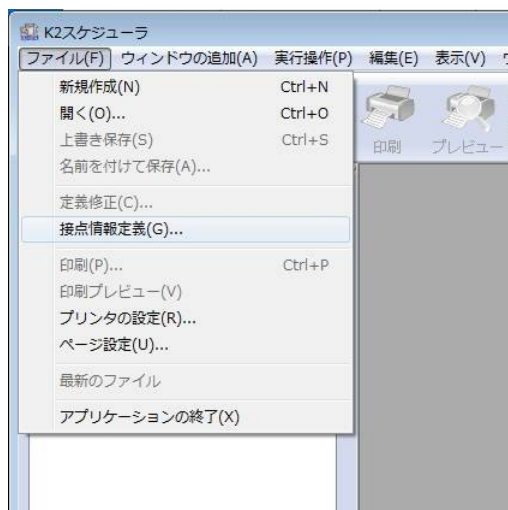 K2スケジューラ
ファイル(F) ウィンドウの追加(A) 実行操作(P) 編集(E) 表示(V)
新規作成(N) Ctrl+N
開く(O)... Ctrl+O
上書き保存(S) Ctrl+S
名前を付けて保存(A)...
印刷 プレビュー
定義修正(C)...
接点情報定義(G)...
印刷(P)... Ctrl+P
印刷プレビュー(V)
プリンタの設定(R)...
ページ設定(U)...
最新のファイル
アプリケーションの終了(X)